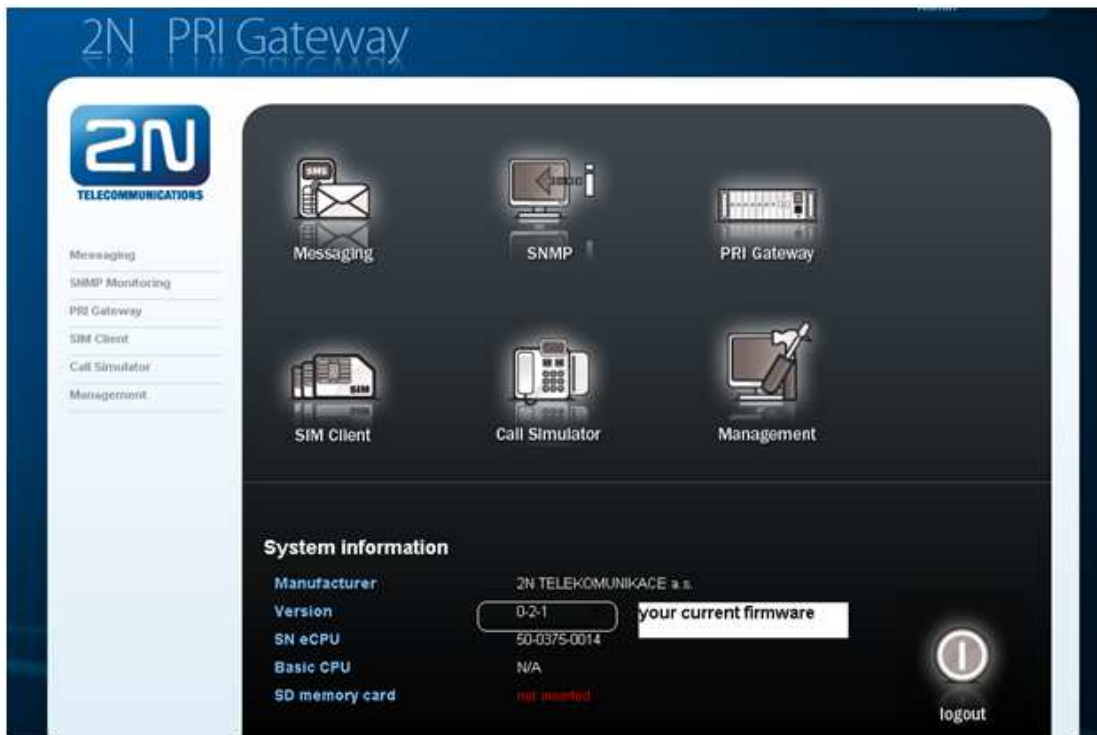 Admin
2N PRI Gateway
2N
TELECOMMUNICATIONS
Messaging
SNMP Monitoring
PRI Gateway
SIM Client
Call Simulator
Management
SMS
i
Messaging
SNMP
PRI Gateway
SIM
SIM Client
Call Simulator
Management
System information
Manufacturer 2N TELEKOMUNIKACE a.s.
Version 0-2-1 your current firmware
SN eCPU 50-0375-0014
Basic CPU N/A
SD memory card not inserted
logout